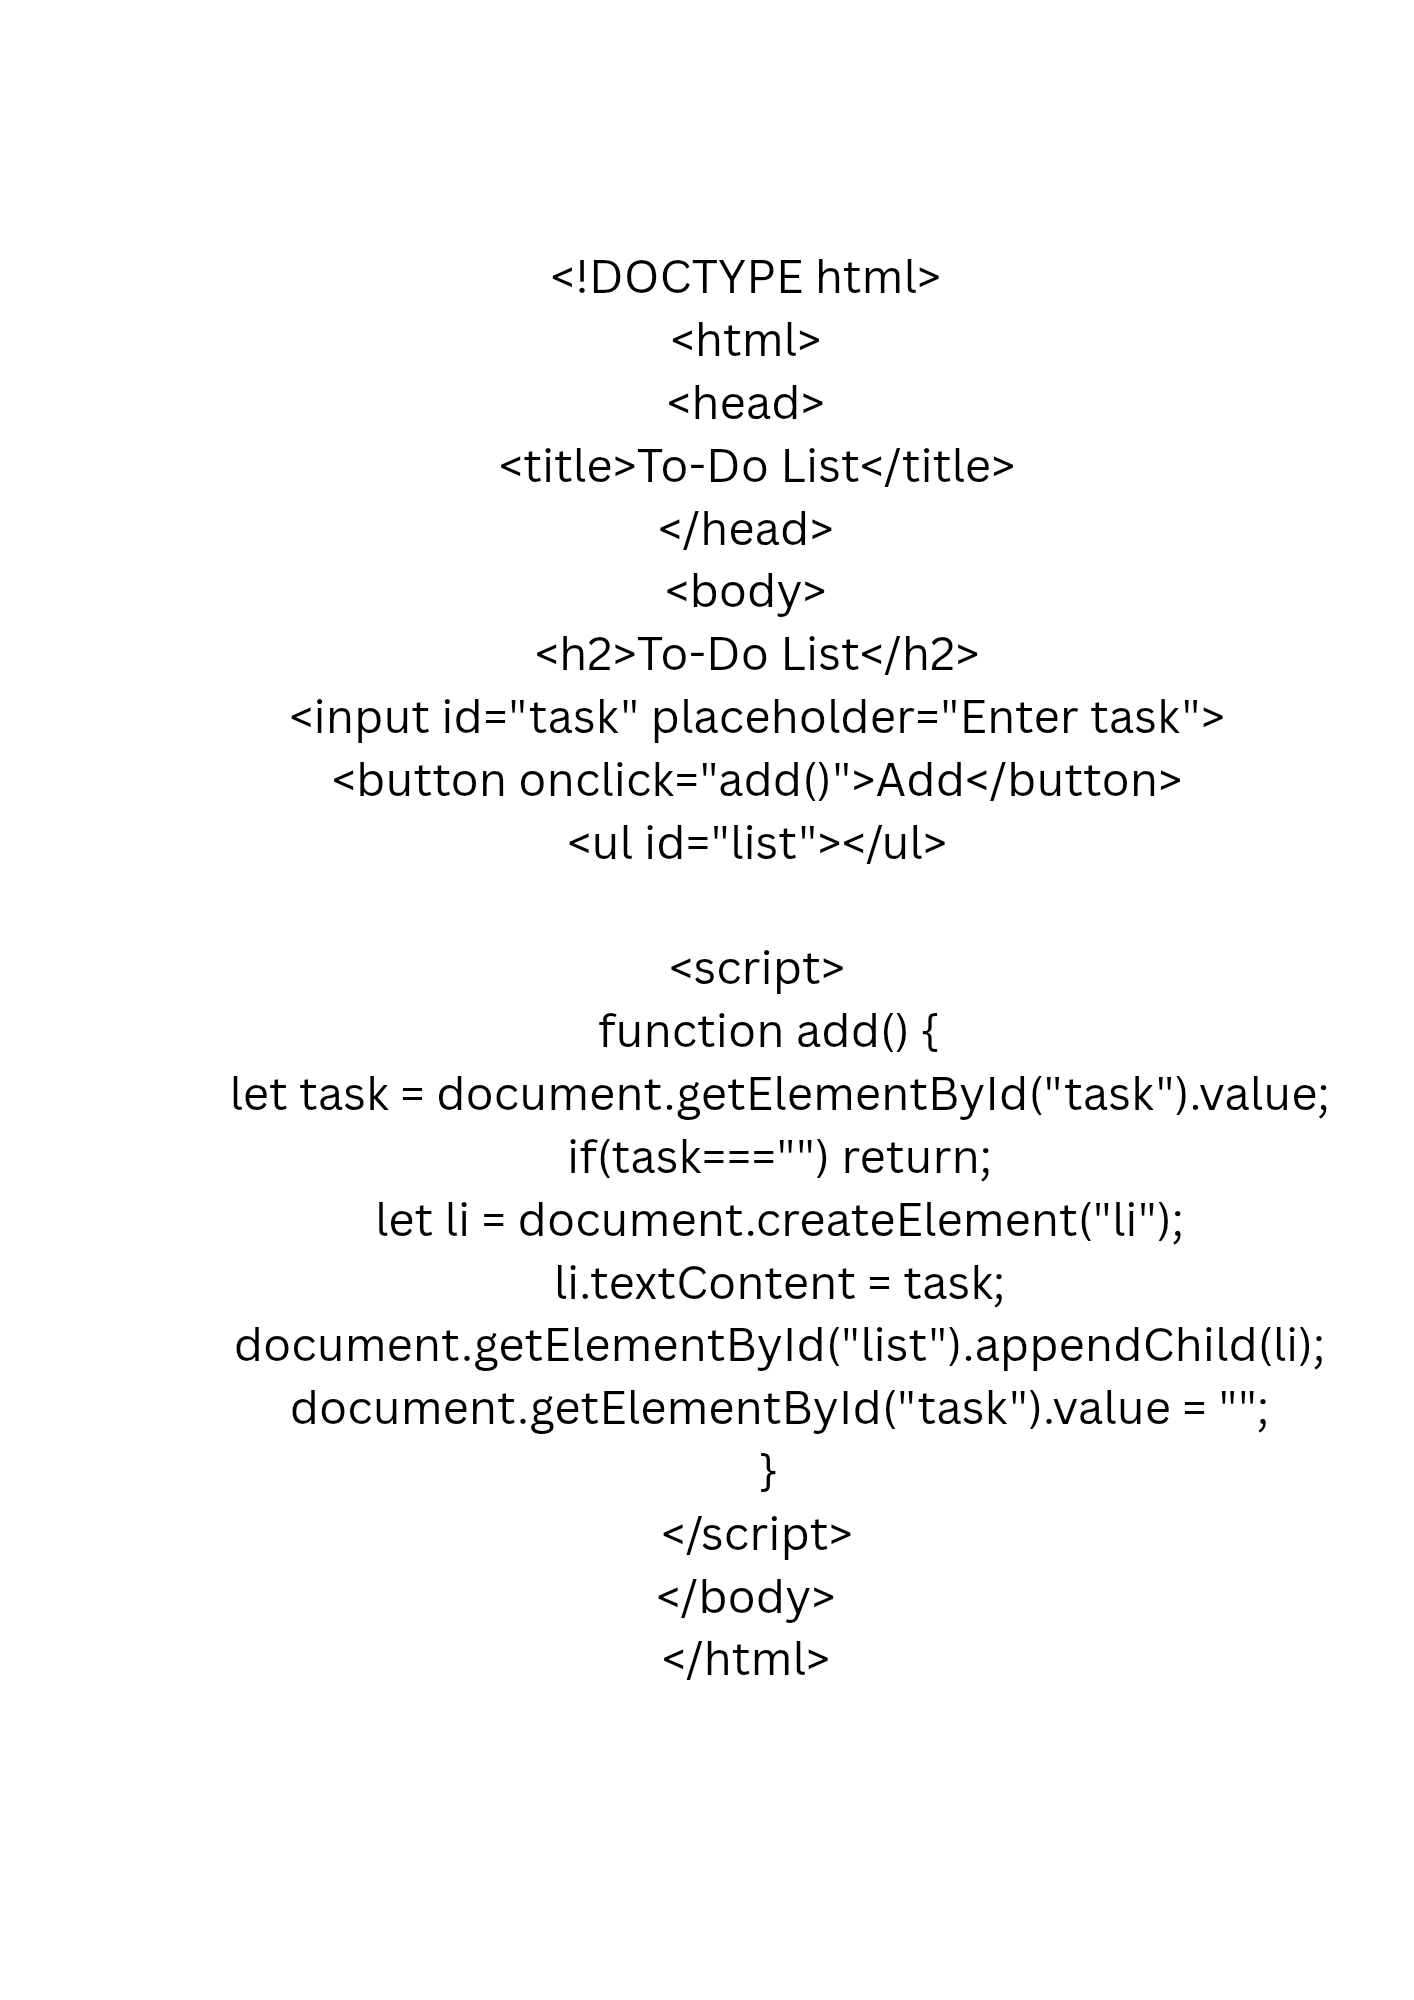 <!DOCTYPE html>
<html>
<head>
<title>To-Do List</title>
</head>
<body>
<h2>To-Do List</h2>
<input id="task" placeholder="Enter task">
<button onclick="add()">Add</button>
<ul id="list"></ul>

<script>
function add() {
let task = document.getElementById("task").value;
if(task==="") return;
let li = document.createElement("li");
li.textContent = task;
document.getElementById("list").appendChild(li);
document.getElementById("task").value = "";
}
</script>
</body>
</html>